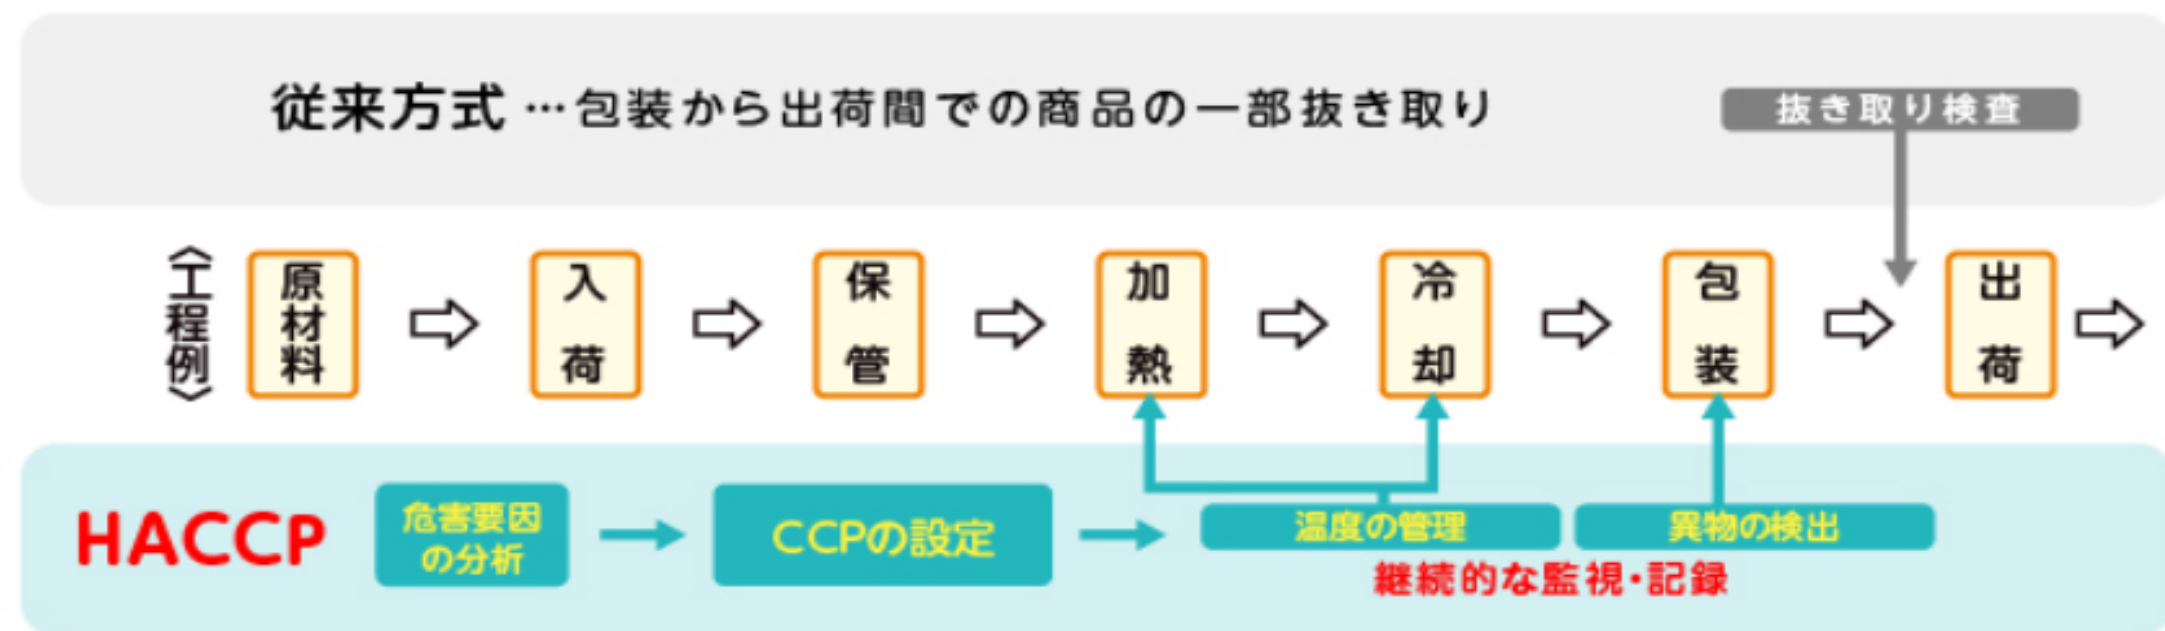 従来方式…包装から出荷間での商品の一部抜き取り
抜き取り検査
〈工程例〉
原材料
入荷
保管
加熱
冷却
包装
出荷
HACCP
危害要因
の分析
CCPの設定
温度の管理
異物の検出
継続的な監視・記録